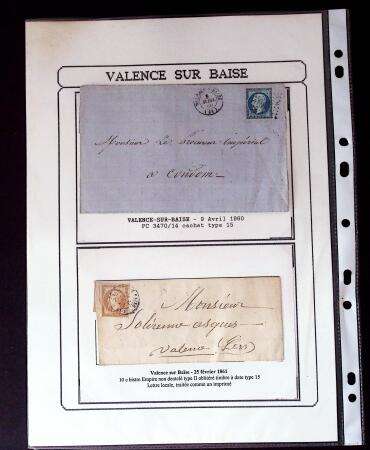 VALENCE SUR BAISE
Monsieur Le Procureur Impérial
à Condom
VALENCE-SUR-BAISE - 9 Avril 1860
PC 3470/14 cachet type 15
Monsieur
Valence (Gers)
Valence sur Baïse - 25 février 1861
10 c bistre Empire non dentelé type II oblitéré timbre à date type 15
Lettre locale, traitée comme un imprimé